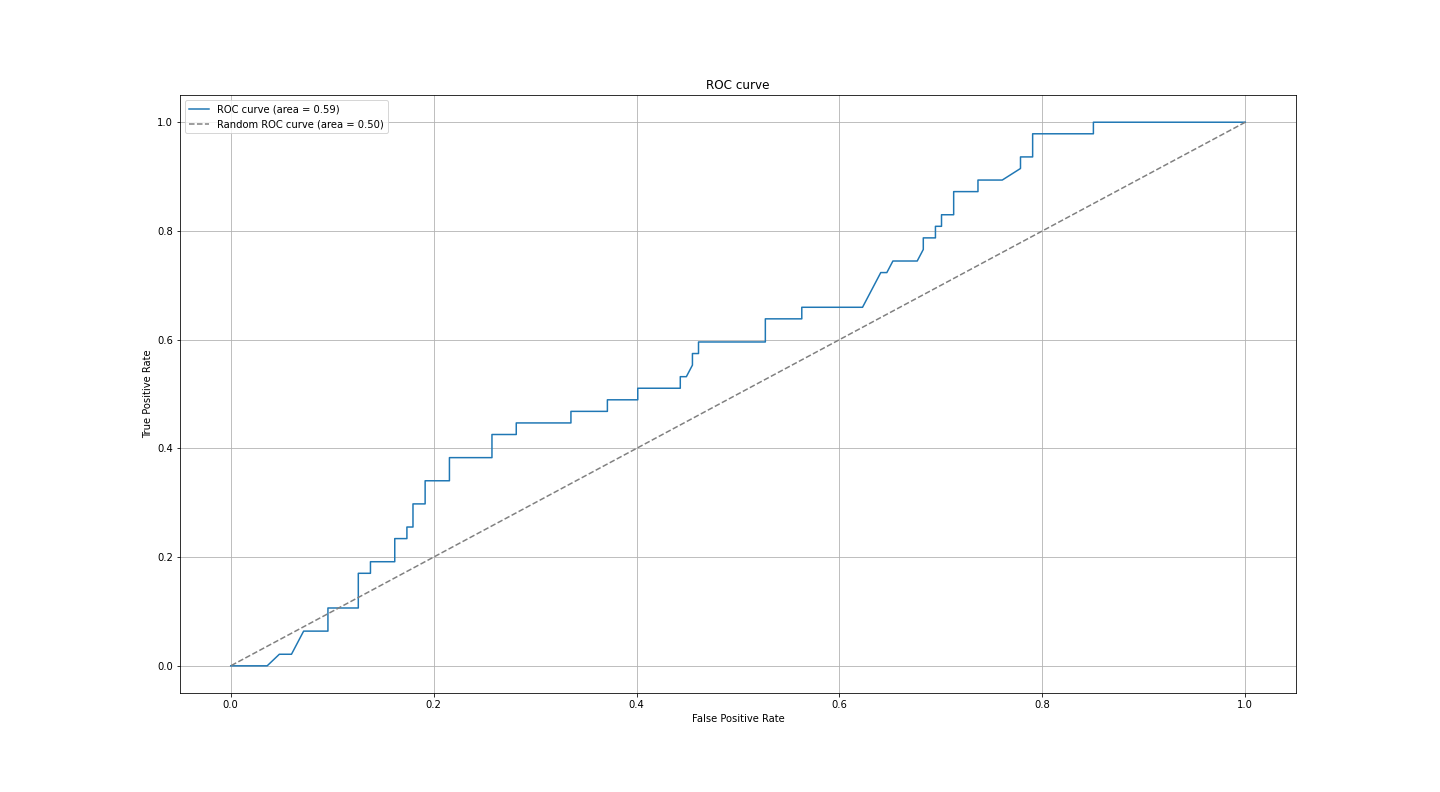 ROC curve
ROC curve (area = 0.59)
Random ROC curve (area = 0.50)
True Positive Rate
1.0
0.8
0.6
0.4
0.2
0.0
0.0 0.2 0.4 0.6 0.8 1.0
False Positive Rate